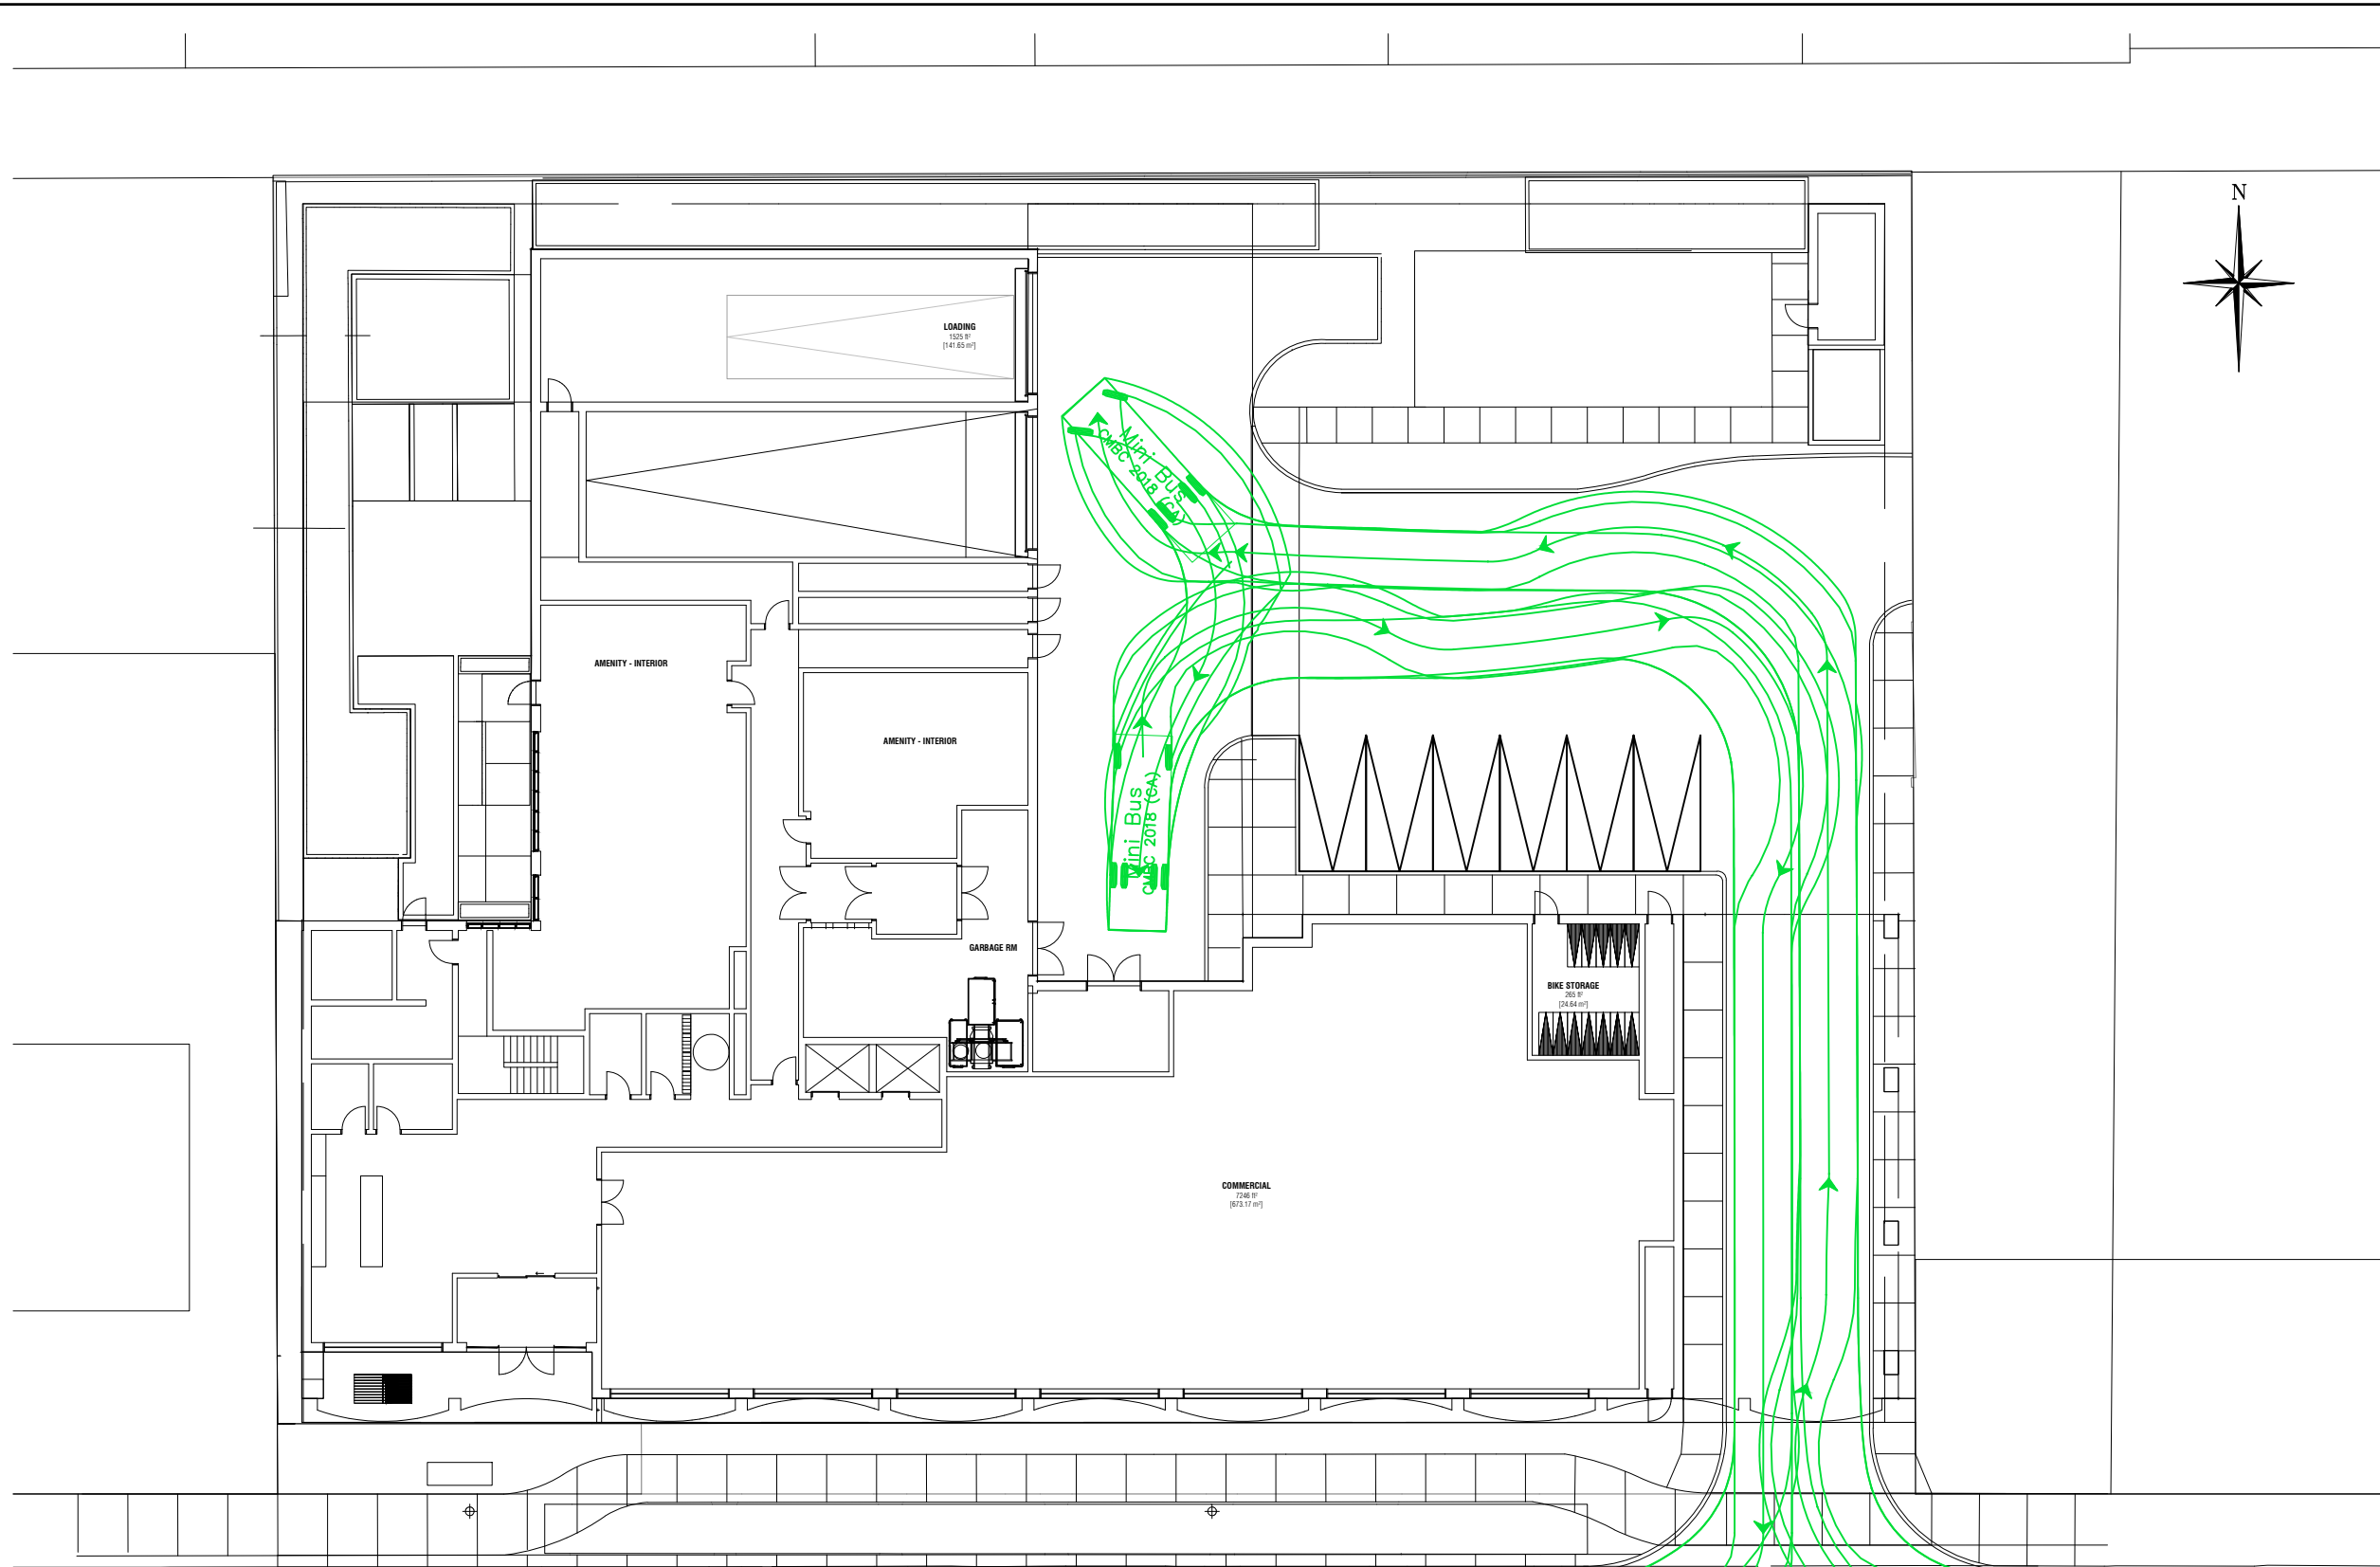 N
LOADING
1525 ft²
[141.65 m²]
Mini Bus
CMBC 2018 (CA)
AMENITY - INTERIOR
AMENITY - INTERIOR
Mini Bus
CMBC 2018 (CA)
GARBAGE RM
BIKE STORAGE
265 ft²
[24.64 m²]
COMMERCIAL
7246 ft²
[673.17 m²]